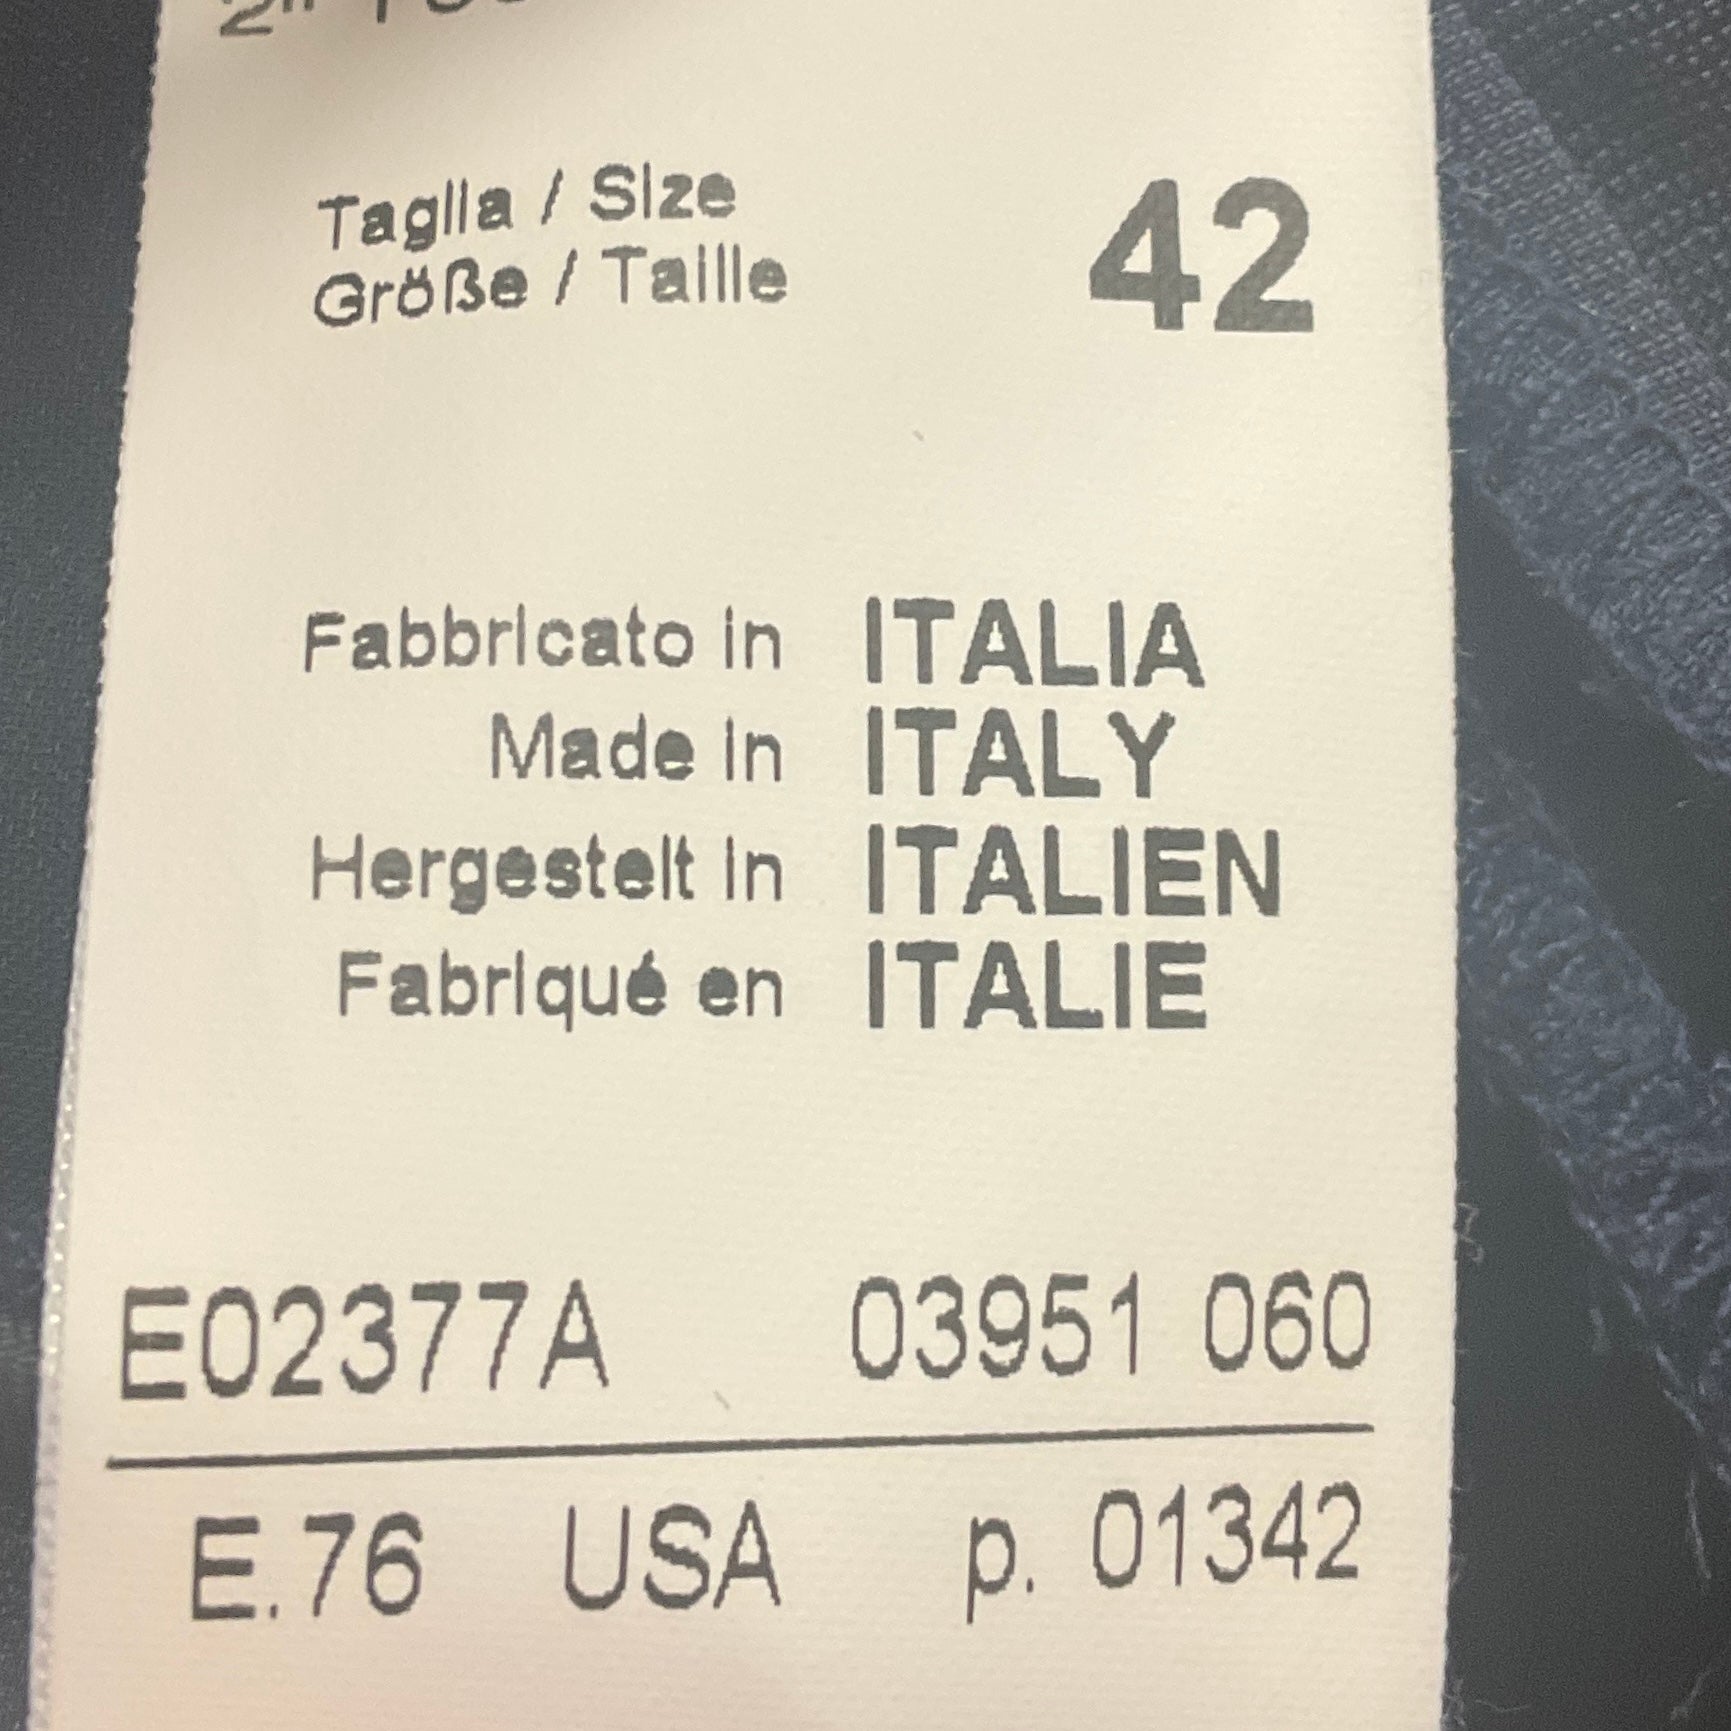 Taglia / Size 42
Größe / Taille
Fabbricato in ITALIA
Made in ITALY
Hergestelt in ITALIEN
Fabriqué en ITALIE
E02377A 03951 060
E.76 USA p. 01342